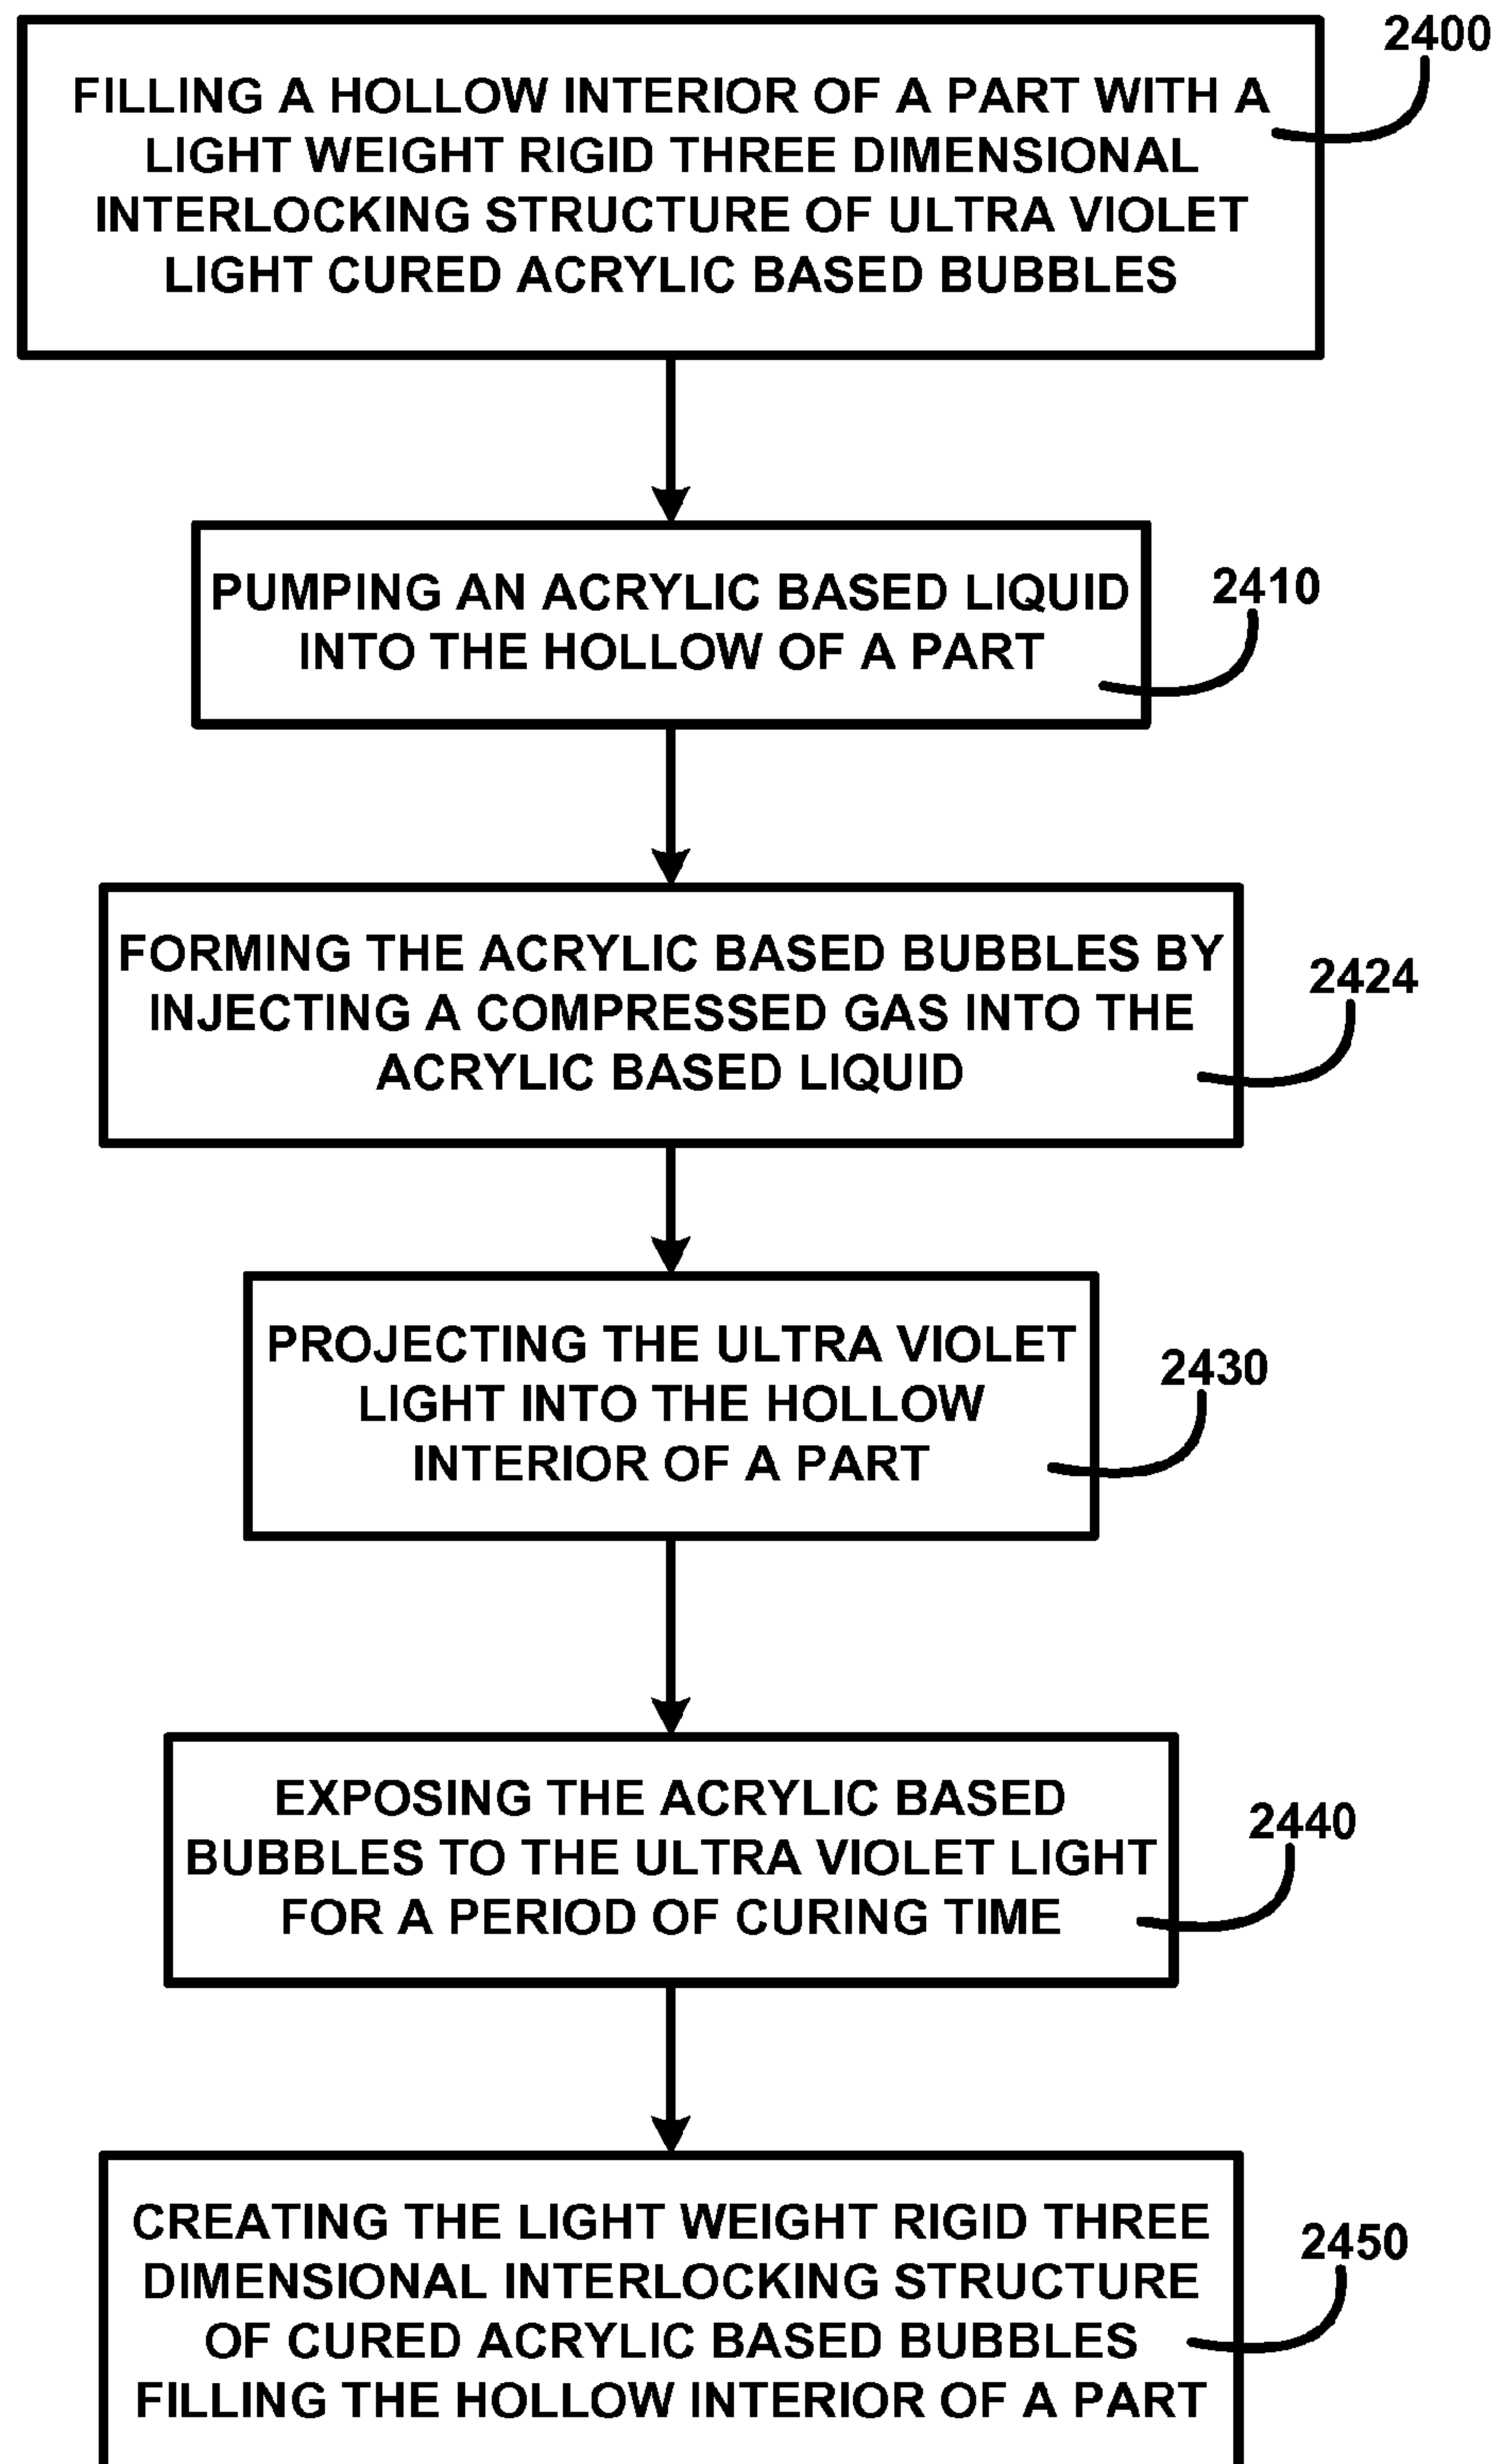 2400
FILLING A HOLLOW INTERIOR OF A PART WITH A
LIGHT WEIGHT RIGID THREE DIMENSIONAL
INTERLOCKING STRUCTURE OF ULTRA VIOLET
LIGHT CURED ACRYLIC BASED BUBBLES
2410
PUMPING AN ACRYLIC BASED LIQUID
INTO THE HOLLOW OF A PART
2424
FORMING THE ACRYLIC BASED BUBBLES BY
INJECTING A COMPRESSED GAS INTO THE
ACRYLIC BASED LIQUID
2430
PROJECTING THE ULTRA VIOLET
LIGHT INTO THE HOLLOW
INTERIOR OF A PART
2440
EXPOSING THE ACRYLIC BASED
BUBBLES TO THE ULTRA VIOLET LIGHT
FOR A PERIOD OF CURING TIME
2450
CREATING THE LIGHT WEIGHT RIGID THREE
DIMENSIONAL INTERLOCKING STRUCTURE
OF CURED ACRYLIC BASED BUBBLES
FILLING THE HOLLOW INTERIOR OF A PART